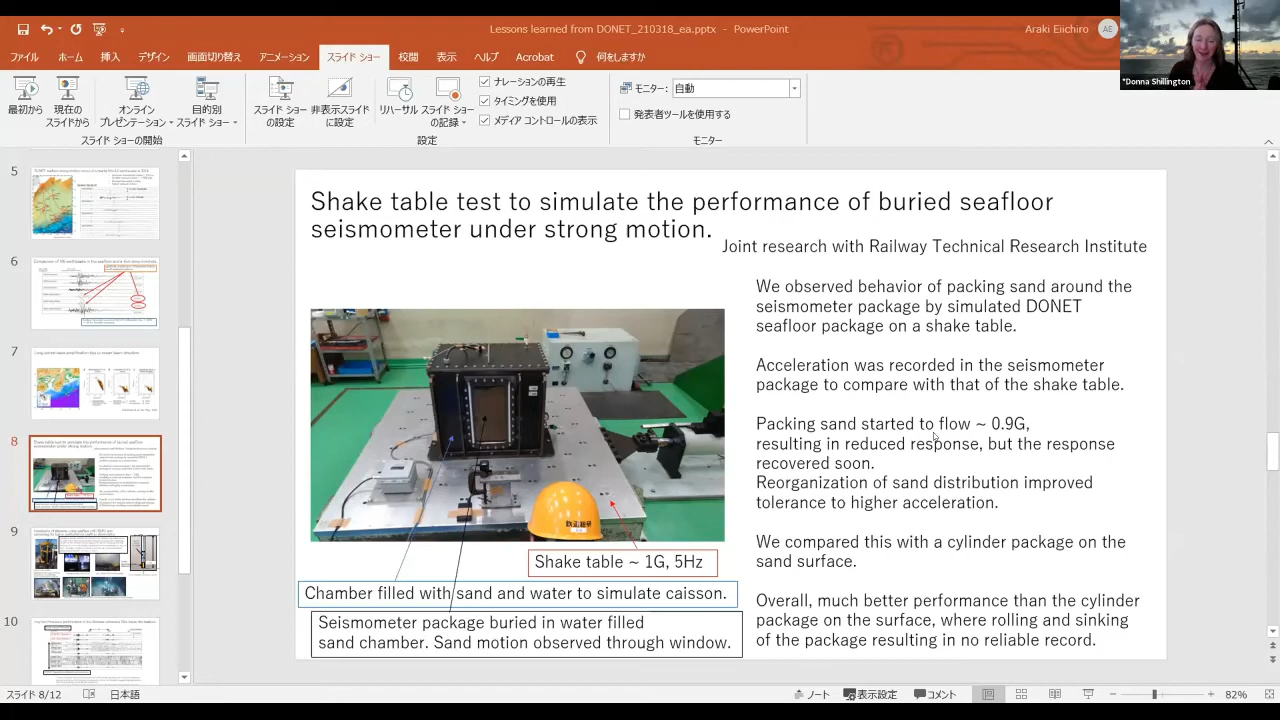 Lessons learned from DONET_210318_ea.pptx - PowerPoint
Araki Eiichiro
AE
*Donna Shillington
ファイル ホーム 挿入 デザイン 画面切り替え アニメーション スライド ショー 校閲 表示 ヘルプ Acrobat 何をしますか
最初から
現在の
スライドから
オンライン
プレゼンテーション
目的別
スライド ショー
スライド ショーの開始
スライド ショー
の設定
非表示スライド
に設定
リハーサル
スライド ショー
の記録
ナレーションの再生
タイミングを使用
メディア コントロールの表示
設定
モニター: 自動
発表者ツールを使用する
モニター
5
6
7
8
9
10
Shake table test to simulate the performance of buried seafloor
seismometer under strong motion.
Joint research with Railway Technical Research Institute
We observed behavior of packing sand around the
seismometer package by simulated DONET
seafloor package on a shake table.
Acceleration was recorded in the seismometer
package to compare with that of the shake table.
Packing sand started to flow ~ 0.9G,
resulting in reduced response, but the response
recovered soon.
Reorganization of sand distribution improved
tolerance to higher acceleration.
We compared this with a cylinder package on the
sand surface.
Overall, much better performance than the cylinder
package on the surface, where rolling and sinking
of the package resulting in no reliable record.
Shake table ~ 1G, 5Hz
Chamber filled with sand and water to simulate caisson.
Seismometer package buried in water filled
sand chamber. Sand motion observed through window.
スライド 8/12 日本語 ノート 表示設定 コメント 82%